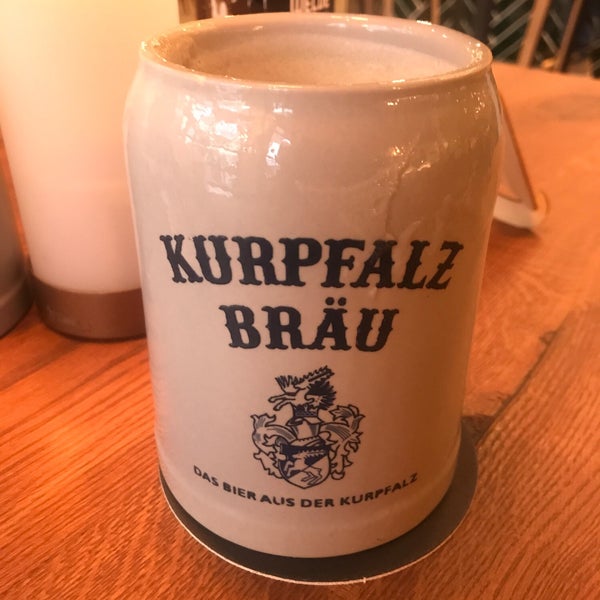 KURPFALZ
BRÄU
DAS BIER AUS DER KURPFALZ